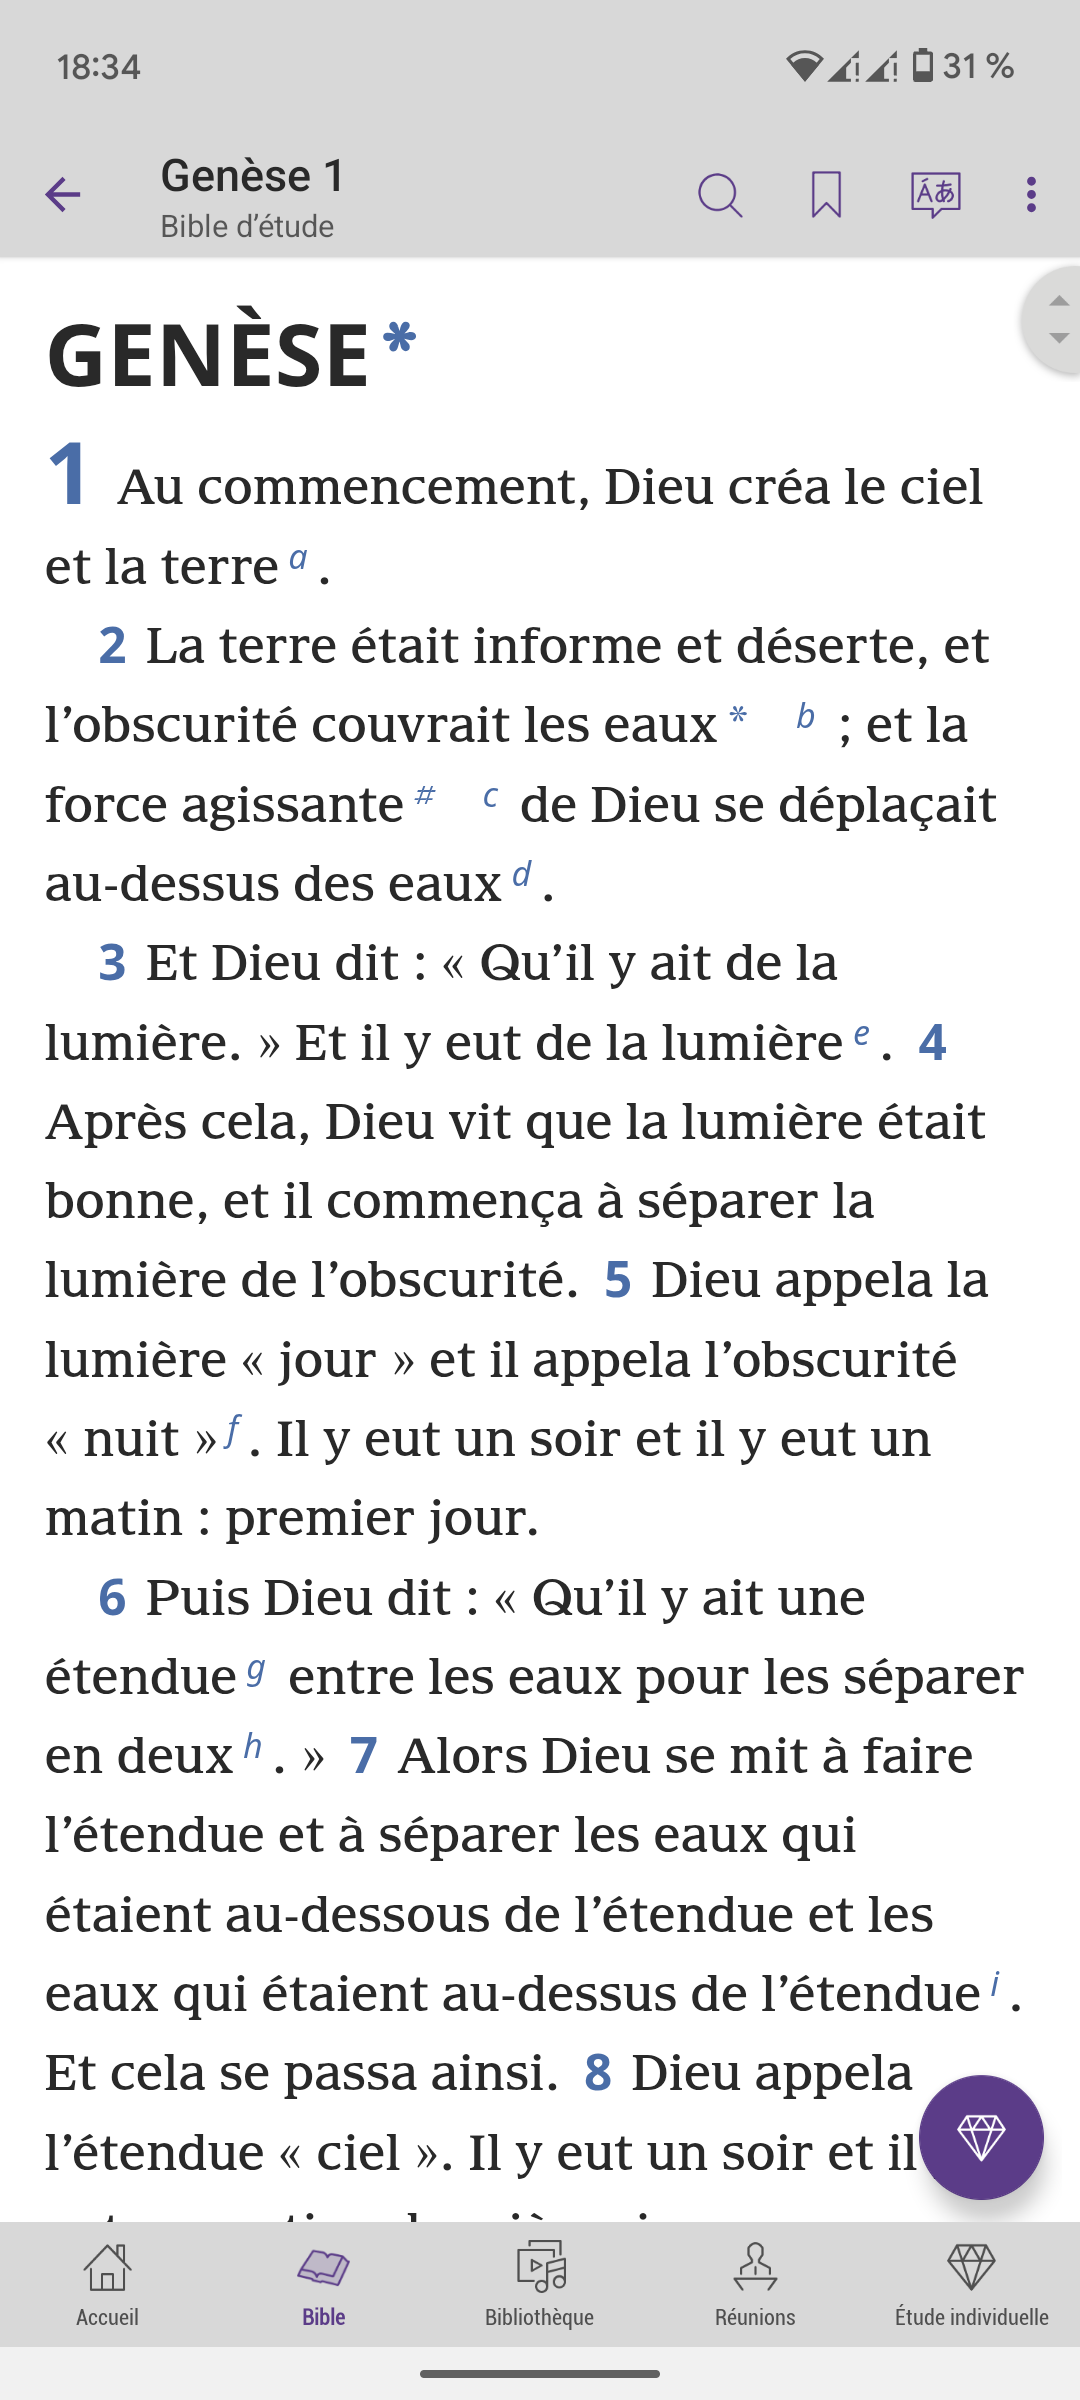 18:34
31 %
Genèse 1
Bible d’étude
Áあ
GENÈSE *
1 Au commencement, Dieu créa le ciel
et la terre a .
2 La terre était informe et déserte, et
l’obscurité couvrait les eaux * b ; et la
force agissante # c de Dieu se déplaçait
au-dessus des eaux d .
3 Et Dieu dit : « Qu’il y ait de la
lumière. » Et il y eut de la lumière e . 4
Après cela, Dieu vit que la lumière était
bonne, et il commença à séparer la
lumière de l’obscurité. 5 Dieu appela la
lumière « jour » et il appela l’obscurité
« nuit » f . Il y eut un soir et il y eut un
matin : premier jour.
6 Puis Dieu dit : « Qu’il y ait une
étendue g entre les eaux pour les séparer
en deux h . » 7 Alors Dieu se mit à faire
l’étendue et à séparer les eaux qui
étaient au-dessous de l’étendue et les
eaux qui étaient au-dessus de l’étendue i .
Et cela se passa ainsi. 8 Dieu appela
l’étendue « ciel ». Il y eut un soir et il
Accueil
Bible
Bibliothèque
Réunions
Étude individuelle